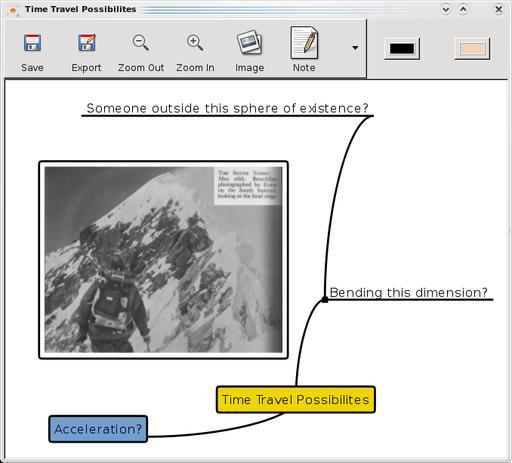 Time Travel Possibilites
Save
Export
Zoom Out
Zoom In
Image
Note
Someone outside this sphere of existence?
The South Summit
May 26th. Bourdillon
photographed by Evans
on the South Summit,
looking at the final ridge.
Bending this dimension?
Time Travel Possibilites
Acceleration?